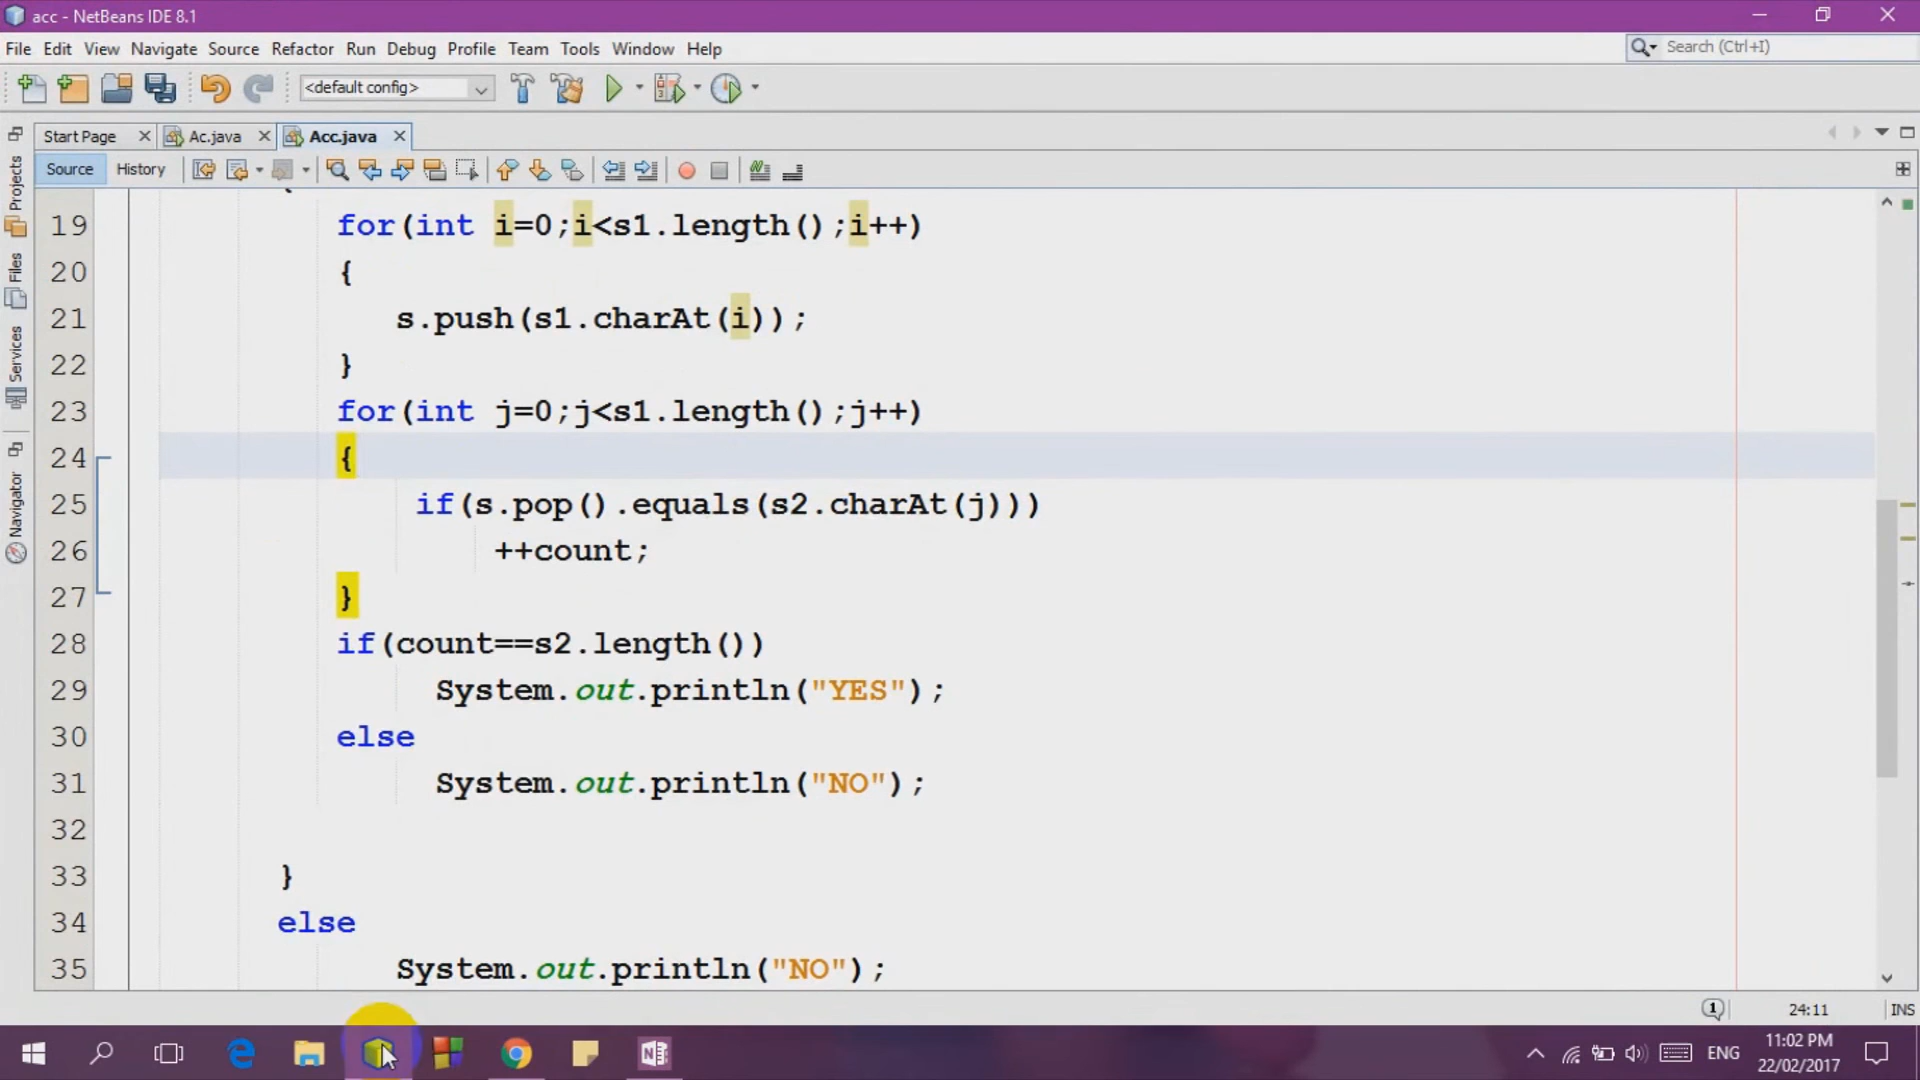 acc - NetBeans IDE 8.1
File Edit View Navigate Source Refactor Run Debug Profile Team Tools Window Help
Search (Ctrl+I)
<default config>
Start Page Ac.java Acc.java
Source History
Projects
Files
Services
Navigator
19 for(int i=0;i<s1.length();i++)
20 {
21 s.push(s1.charAt(i));
22 }
23 for(int j=0;j<s1.length();j++)
24 {
25 if(s.pop().equals(s2.charAt(j)))
26 ++count;
27 }
28 if(count==s2.length())
29 System.out.println("YES");
30 else
31 System.out.println("NO");
32
33 }
34 else
35 System.out.println("NO");
24:11 INS
ENG
11:02 PM
22/02/2017